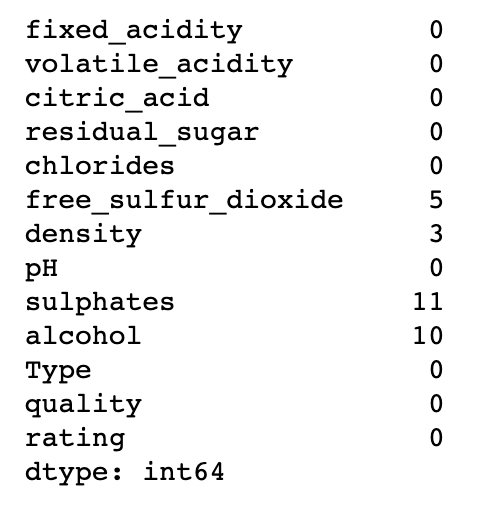 fixed_acidity 0
volatile_acidity 0
citric_acid 0
residual_sugar 0
chlorides 0
free_sulfur_dioxide 5
density 3
pH 0
sulphates 11
alcohol 10
Type 0
quality 0
rating 0
dtype: int64